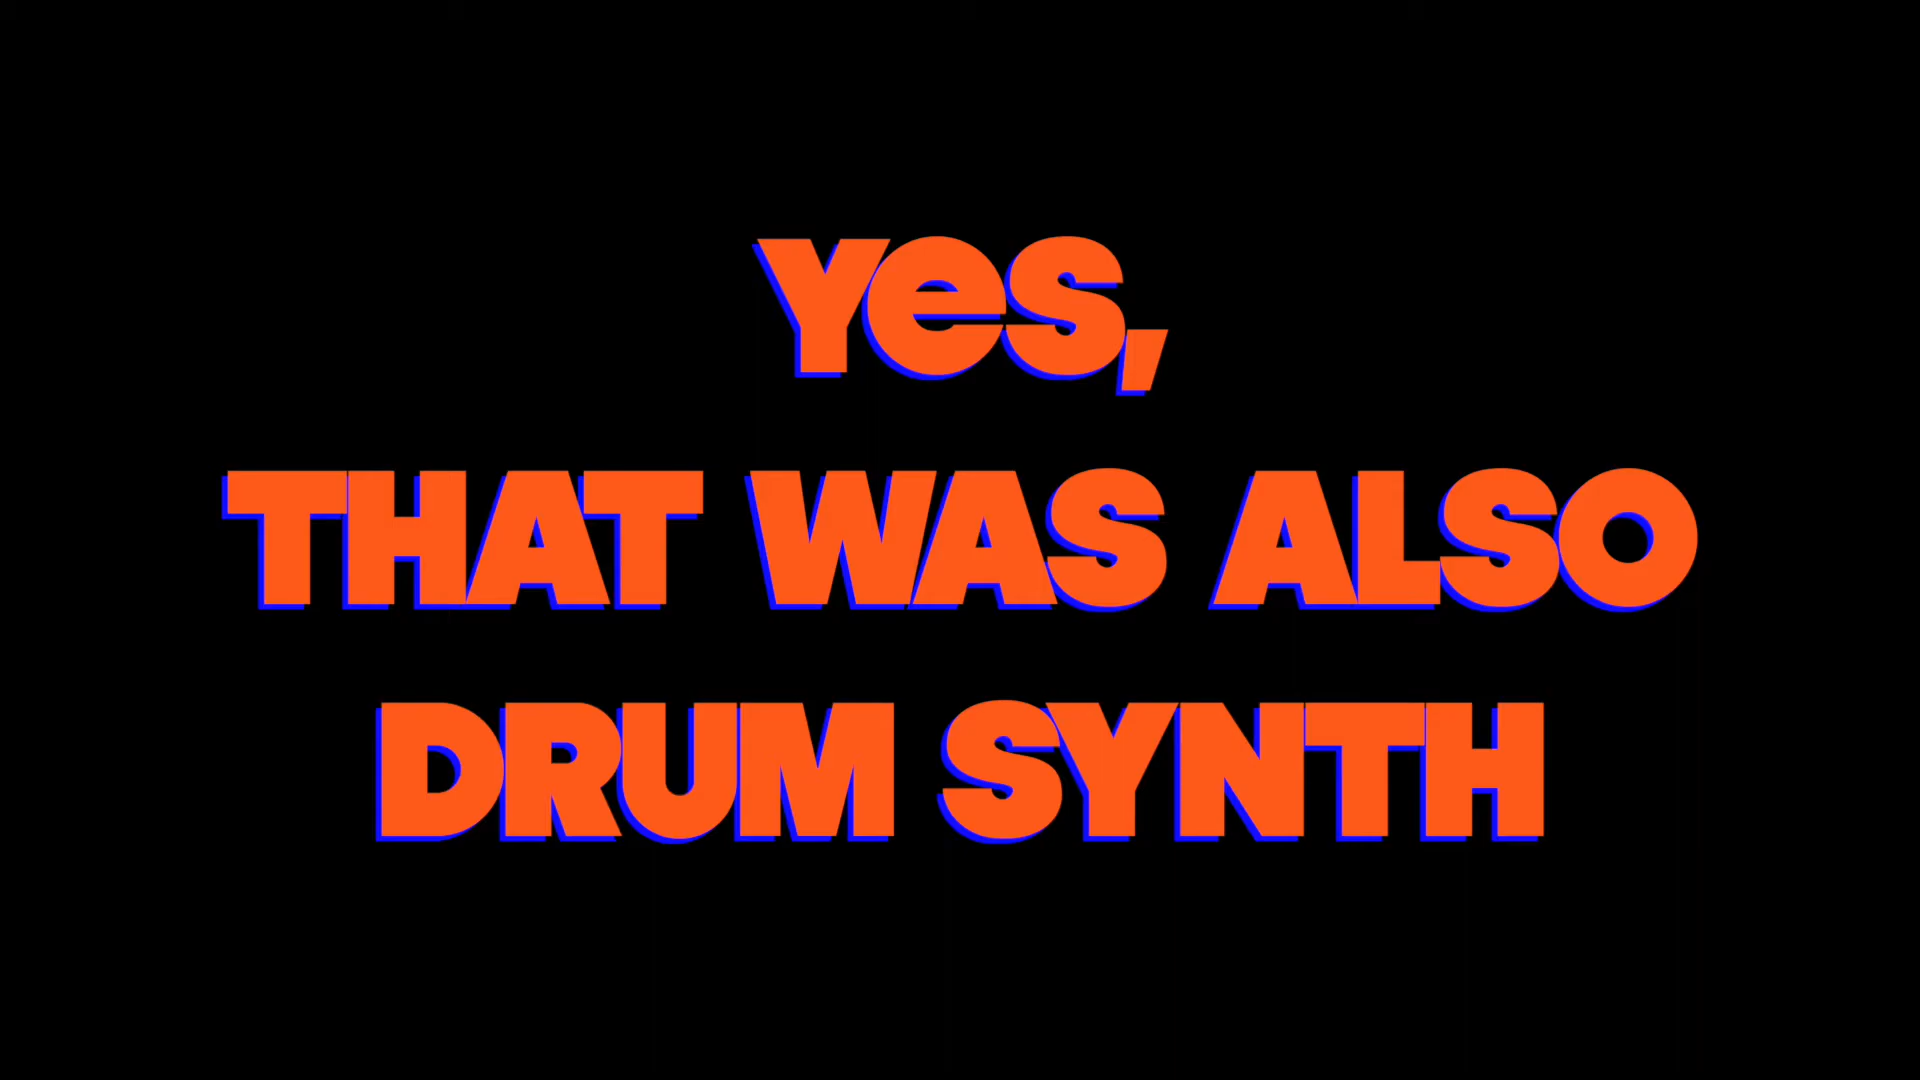 Yes,
THAT WAS ALSO
DRUM SYNTH